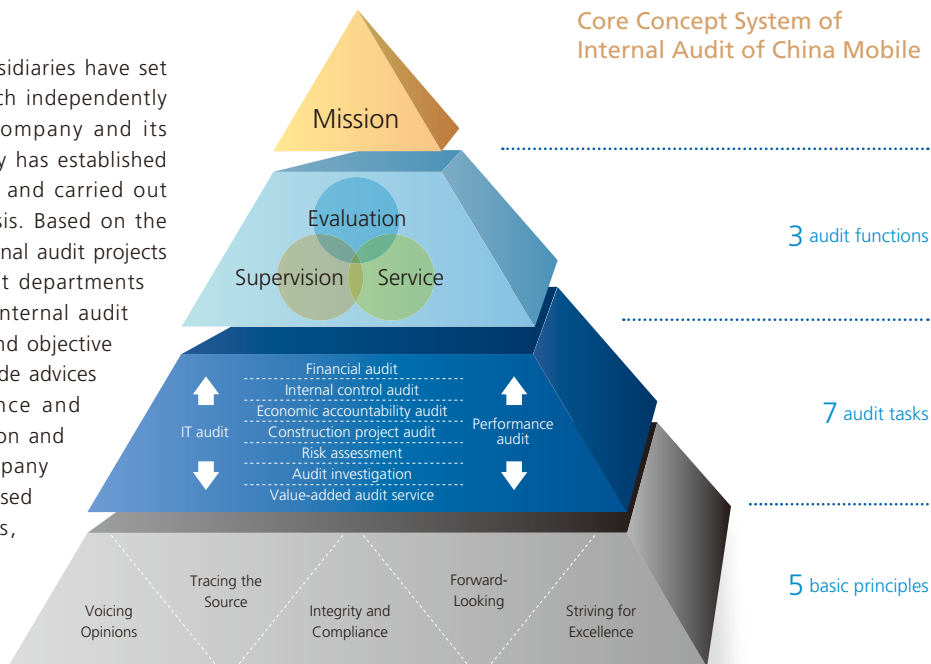 Core Concept System of
Internal Audit of China Mobile
sidiaries have set
ch independently
ompany and its
y has established
and carried out
sis. Based on the
nal audit projects
t departments
nternal audit
nd objective
de advices
nce and
on and
pany
sed
s,
Mission
3 audit functions
Evaluation
Supervision
Service
7 audit tasks
Financial audit
Internal control audit
Economic accountability audit
Construction project audit
Risk assessment
Audit investigation
Value-added audit service
IT audit
Performance
audit
5 basic principles
Voicing
Opinions
Tracing the
Source
Integrity and
Compliance
Forward-
Looking
Striving for
Excellence